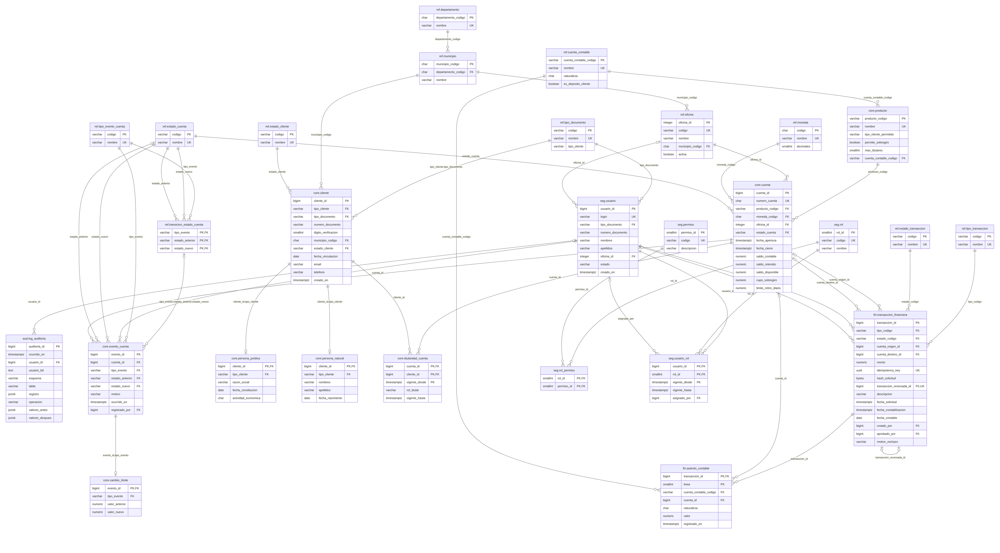 ref.departamento
char departamento_codigo PK
varchar nombre UK
departamento_codigo
ref.municipio
char municipio_codigo PK
char departamento_codigo FK
varchar nombre
ref.cuenta_contable
varchar cuenta_contable_codigo PK
varchar nombre UK
char naturaleza
boolean es_deposito_cliente
municipio_codigo
cuenta_contable_codigo
core.producto
varchar producto_codigo PK
varchar nombre UK
varchar tipo_cliente_permitido
boolean permite_sobregiro
smallint max_titulares
varchar cuenta_contable_codigo FK
ref.tipo_evento_cuenta
varchar codigo PK
varchar nombre UK
ref.estado_cuenta
varchar codigo PK
varchar nombre UK
ref.estado_cliente
varchar codigo PK
varchar nombre UK
municipio_codigo
ref.tipo_documento
varchar codigo PK
varchar nombre UK
varchar tipo_cliente
ref.oficina
integer oficina_id PK
varchar codigo UK
varchar nombre
char municipio_codigo FK
boolean activa
ref.moneda
char codigo PK
varchar nombre UK
smallint decimales
estado_cuenta
tipo_evento
estado_nuevo
estado_anterior
estado_cliente
tipo_cliente,tipo_documento
oficina_id
tipo_documento
moneda_codigo
oficina_id
producto_codigo
core.cliente
bigint cliente_id PK
varchar tipo_cliente FK
varchar tipo_documento FK
varchar numero_documento
smallint digito_verificacion
char municipio_codigo FK
varchar estado_cliente FK
date fecha_vinculacion
varchar email
varchar telefono
timestamptz creado_en
seg.usuario
bigint usuario_id PK
varchar login UK
varchar tipo_documento FK
varchar numero_documento
varchar nombres
varchar apellidos
integer oficina_id FK
varchar estado
timestamptz creado_en
core.cuenta
bigint cuenta_id PK
char numero_cuenta UK
varchar producto_codigo FK
char moneda_codigo FK
integer oficina_id FK
varchar estado_cuenta FK
timestamptz fecha_apertura
timestamptz fecha_cierre
numeric saldo_contable
numeric saldo_retenido
numeric saldo_disponible
numeric cupo_sobregiro
numeric limite_retiro_diario
ref.transicion_estado_cuenta
varchar tipo_evento PK,FK
varchar estado_anterior PK,FK
varchar estado_nuevo PK,FK
seg.permiso
smallint permiso_id PK
varchar codigo UK
varchar descripcion
seg.rol
smallint rol_id PK
varchar codigo UK
varchar nombre
ref.estado_transaccion
varchar codigo PK
varchar nombre UK
ref.tipo_transaccion
varchar codigo PK
varchar nombre UK
estado_anterior
estado_nuevo
tipo_evento
cuenta_contable_codigo
cuenta_id
cuenta_id
rol_id
permiso_id
usuario_id
rol_id
cuenta_origen_id
cuenta_destino_id
usuario_id
tipo_evento,estado_anterior,estado_nuevo
cliente_id,tipo_cliente
cliente_id,tipo_cliente
cliente_id
asignado_por
estado_codigo
tipo_codigo
cuenta_id
aud.log_auditoria
bigint auditoria_id PK
timestamptz ocurrido_en
bigint usuario_id FK
text usuario_bd
varchar esquema
varchar tabla
jsonb registro
varchar operacion
jsonb valores_antes
jsonb valores_despues
core.evento_cuenta
bigint evento_id PK
bigint cuenta_id FK
varchar tipo_evento FK
varchar estado_anterior FK
varchar estado_nuevo FK
varchar motivo
timestamptz ocurrido_en
bigint registrado_por FK
core.persona_juridica
bigint cliente_id PK,FK
varchar tipo_cliente FK
varchar razon_social
date fecha_constitucion
char actividad_economica
core.persona_natural
bigint cliente_id PK,FK
varchar tipo_cliente FK
varchar nombres
varchar apellidos
date fecha_nacimiento
core.titularidad_cuenta
bigint cuenta_id PK,FK
bigint cliente_id PK,FK
timestamptz vigente_desde PK
varchar rol_titular
timestamptz vigente_hasta
seg.rol_permiso
smallint rol_id PK,FK
smallint permiso_id PK,FK
seg.usuario_rol
bigint usuario_id PK,FK
smallint rol_id PK,FK
timestamptz vigente_desde PK
timestamptz vigente_hasta
bigint asignado_por FK
fin.transaccion_financiera
bigint transaccion_id PK
varchar tipo_codigo FK
varchar estado_codigo FK
bigint cuenta_origen_id FK
bigint cuenta_destino_id FK
numeric monto
uuid idempotency_key UK
bytea hash_solicitud
bigint transaccion_reversada_id FK,UK
varchar descripcion
timestamptz fecha_solicitud
timestamptz fecha_contabilizacion
date fecha_contable
bigint creado_por FK
bigint aprobado_por FK
varchar motivo_rechazo
evento_id,tipo_evento
transaccion_id
transaccion_reversada_id
core.cambio_limite
bigint evento_id PK,FK
varchar tipo_evento FK
numeric valor_anterior
numeric valor_nuevo
fin.asiento_contable
bigint transaccion_id PK,FK
smallint linea PK
varchar cuenta_contable_codigo FK
bigint cuenta_id FK
char naturaleza
numeric valor
timestamptz registrado_en